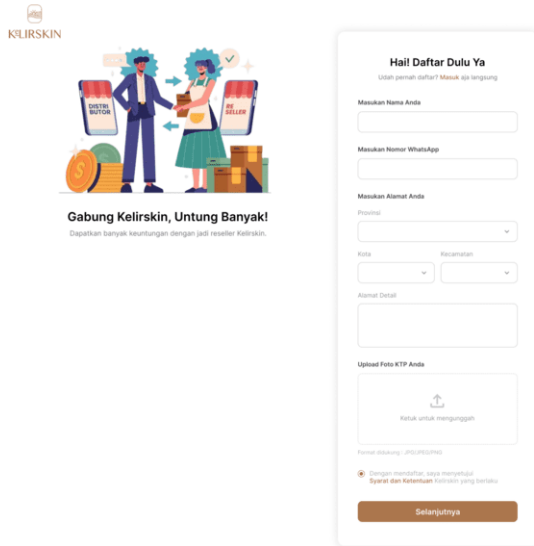 KELIRSKIN
DISTRI
BUTOR
RE
SELLER
Gabung Kelirskin, Untung Banyak!
Dapatkan banyak keuntungan dengan jadi reseller Kelirskin.
Hai! Daftar Dulu Ya
Udah pernah daftar? Masuk aja langsung
Masukan Nama Anda
Masukan Nomor WhatsApp
Masukan Alamat Anda
Provinsi
Kota
Kecamatan
Alamat Detail
Upload Foto KTP Anda
Ketuk untuk mengunggah
Format didukung : JPG/JPEG/PNG
Dengan mendaftar, saya menyetujui
Syarat dan Ketentuan Kelirskin yang berlaku
Selanjutnya